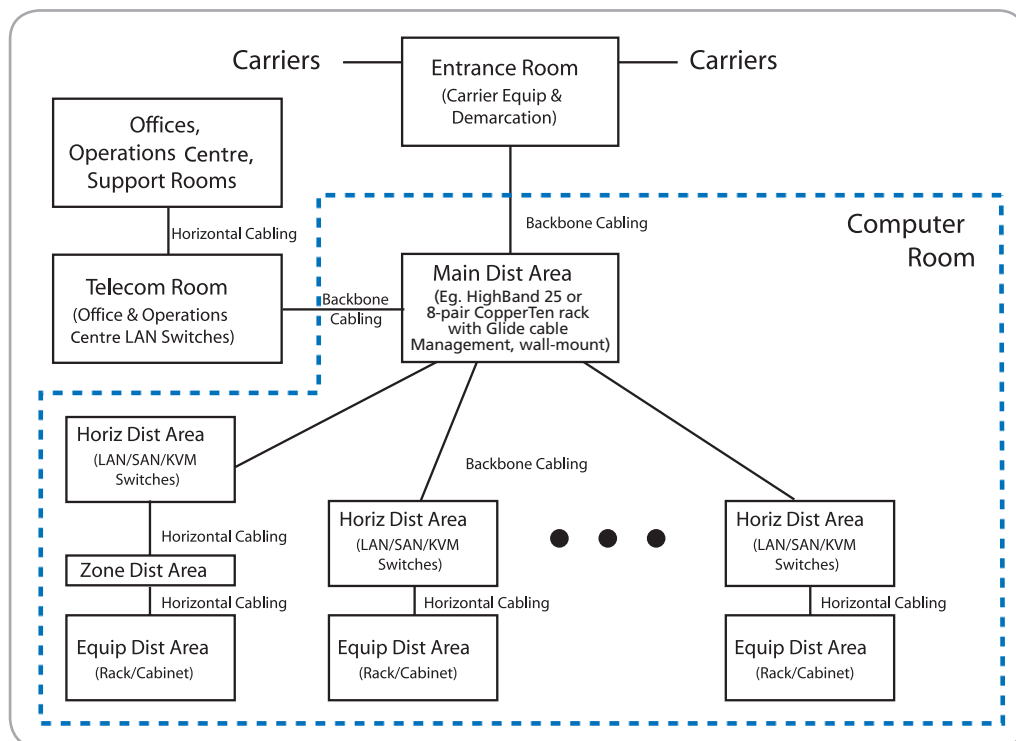 Carriers
Entrance Room
(Carrier Equip &
Demarcation)
Carriers
Offices,
Operations Centre,
Support Rooms
Horizontal Cabling
Backbone Cabling
Computer
Room
Telecom Room
(Office & Operations
Centre LAN Switches)
Backbone
Cabling
Main Dist Area
(Eg. HighBand 25 or
8-pair CopperTen rack
with Glide cable
Management, wall-mount)
Horiz Dist Area
(LAN/SAN/KVM
Switches)
Backbone Cabling
Horizontal Cabling
Zone Dist Area
Horizontal Cabling
Equip Dist Area
(Rack/Cabinet)
Horiz Dist Area
(LAN/SAN/KVM
Switches)
Horizontal Cabling
Equip Dist Area
(Rack/Cabinet)
Horiz Dist Area
(LAN/SAN/KVM
Switches)
Horizontal Cabling
Equip Dist Area
(Rack/Cabinet)